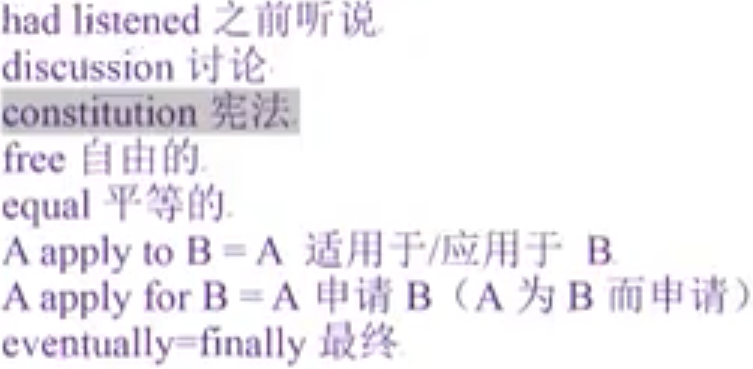 had listened 之前听说
discussion 讨论
constitution 宪法
free 自由的
equal 平等的
A apply to B = A 适用于/应用于 B
A apply for B = A 申请 B（A 为 B 而申请）
eventually=finally 最终